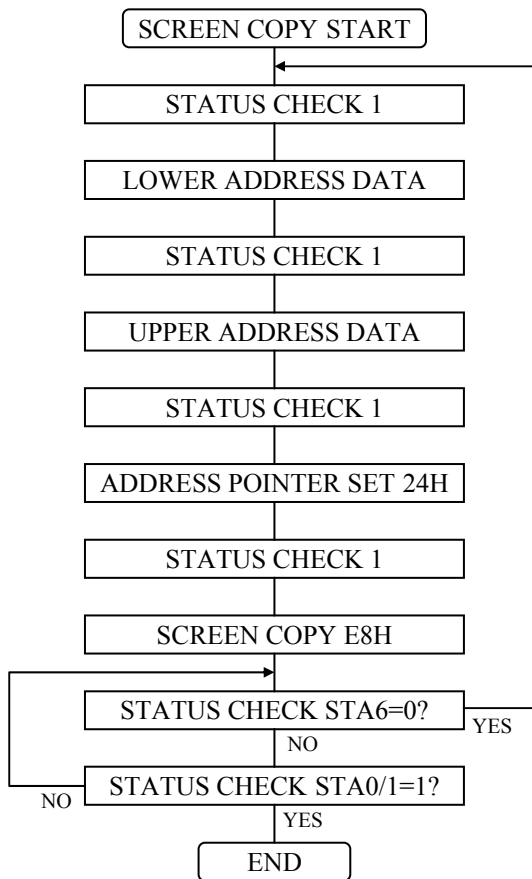 SCREEN COPY START
STATUS CHECK 1
LOWER ADDRESS DATA
STATUS CHECK 1
UPPER ADDRESS DATA
STATUS CHECK 1
ADDRESS POINTER SET 24H
STATUS CHECK 1
SCREEN COPY E8H
STATUS CHECK STA6=0?
YES
NO
STATUS CHECK STA0/1=1?
NO
YES
END